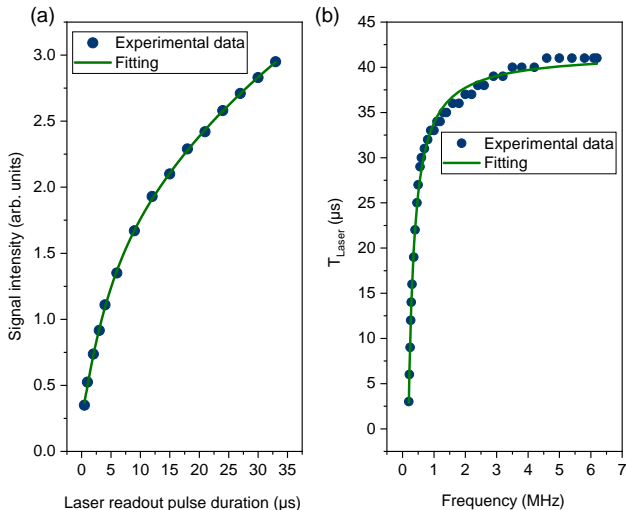 (a)
Experimental data
Fitting
3.0
2.5
2.0
1.5
1.0
0.5
0.0
Signal intensity (arb. units)
0 5 10 15 20 25 30 35
Laser readout pulse duration (µs)
(b)
45
40
35
30
25
20
15
10
5
0
T_Laser (µs)
Experimental data
Fitting
0 1 2 3 4 5 6 7
Frequency (MHz)